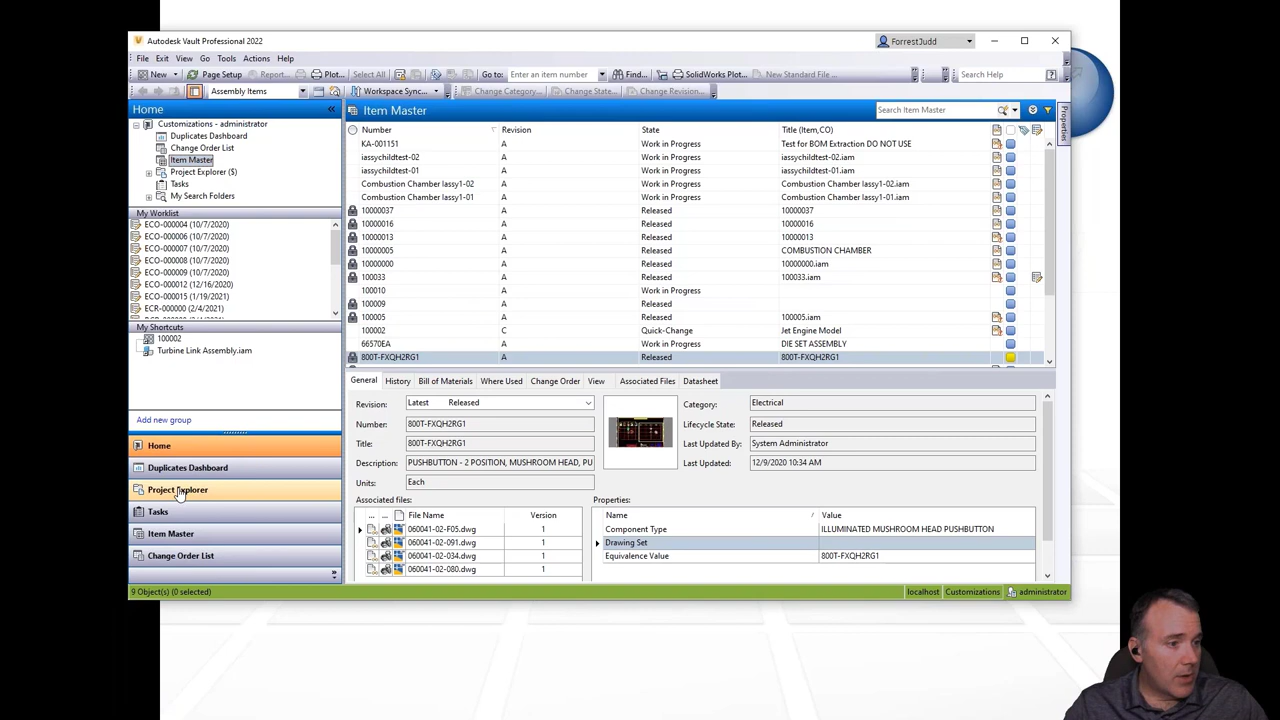 Autodesk Vault Professional 2022
ForrestJudd
File Exit View Go Tools Actions Help
New Page Setup Report... Plot... Select All Go to: Enter an item number Find... SolidWorks Plot... New Standard File ... Search Help
Assembly Items Workspace Sync... Change Category... Change State... Change Revision...
Home
Customizations - administrator
Duplicates Dashboard
Change Order List
Item Master
Project Explorer ($)
Tasks
My Search Folders
My Worklist
ECO-000004 (10/7/2020)
ECO-000006 (10/7/2020)
ECO-000007 (10/7/2020)
ECO-000008 (10/7/2020)
ECO-000009 (10/7/2020)
ECO-000012 (12/16/2020)
ECO-000015 (1/19/2021)
ECR-000000 (2/4/2021)
My Shortcuts
100002
Turbine Link Assembly.iam
Add new group
Home
Duplicates Dashboard
Project Explorer
Tasks
Item Master
Change Order List
Item Master Search Item Master
Properties
Number Revision State Title (Item,CO)
KA-001151 A Work in Progress Test for BOM Extraction DO NOT USE
iassychildtest-02 A Work in Progress iassychildtest-02.iam
iassychildtest-01 A Work in Progress iassychildtest-01.iam
Combustion Chamber Iassy1-02 A Work in Progress Combustion Chamber Iassy1-02.iam
Combustion Chamber Iassy1-01 A Work in Progress Combustion Chamber Iassy1-01.iam
10000037 A Released 10000037
10000016 A Released 10000016
10000013 A Released 10000013
10000005 A Released COMBUSTION CHAMBER
10000000 A Released 10000000.iam
100033 A Released 100033.iam
100010 A Work in Progress
100009 A Released
100005 A Released 100005.iam
100002 C Quick-Change Jet Engine Model
66570EA A Work in Progress DIE SET ASSEMBLY
800T-FXQH2RG1 A Released 800T-FXQH2RG1
General History Bill of Materials Where Used Change Order View Associated Files Datasheet
Revision: Latest Released
Number: 800T-FXQH2RG1
Title: 800T-FXQH2RG1
Description: PUSHBUTTON - 2 POSITION, MUSHROOM HEAD, PU
Units: Each
Category: Electrical
Lifecycle State: Released
Last Updated By: System Administrator
Last Updated: 12/9/2020 10:34 AM
Associated files:
... ... File Name Version
060041-02-F05.dwg 1
060041-02-091.dwg 1
060041-02-034.dwg 1
060041-02-080.dwg 1
Properties:
Name Value
Component Type ILLUMINATED MUSHROOM HEAD PUSHBUTTON
Drawing Set
Equivalence Value 800T-FXQH2RG1
9 Object(s) (0 selected) localhost Customizations administrator